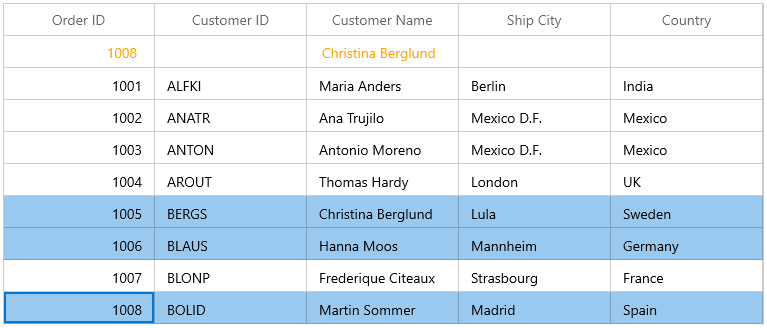 Order ID Customer ID Customer Name Ship City Country
1008 Christina Berglund
1001 ALFKI Maria Anders Berlin India
1002 ANATR Ana Trujilo Mexico D.F. Mexico
1003 ANTON Antonio Moreno Mexico D.F. Mexico
1004 AROUT Thomas Hardy London UK
1005 BERGS Christina Berglund Lula Sweden
1006 BLAUS Hanna Moos Mannheim Germany
1007 BLONP Frederique Citeaux Strasbourg France
1008 BOLID Martin Sommer Madrid Spain